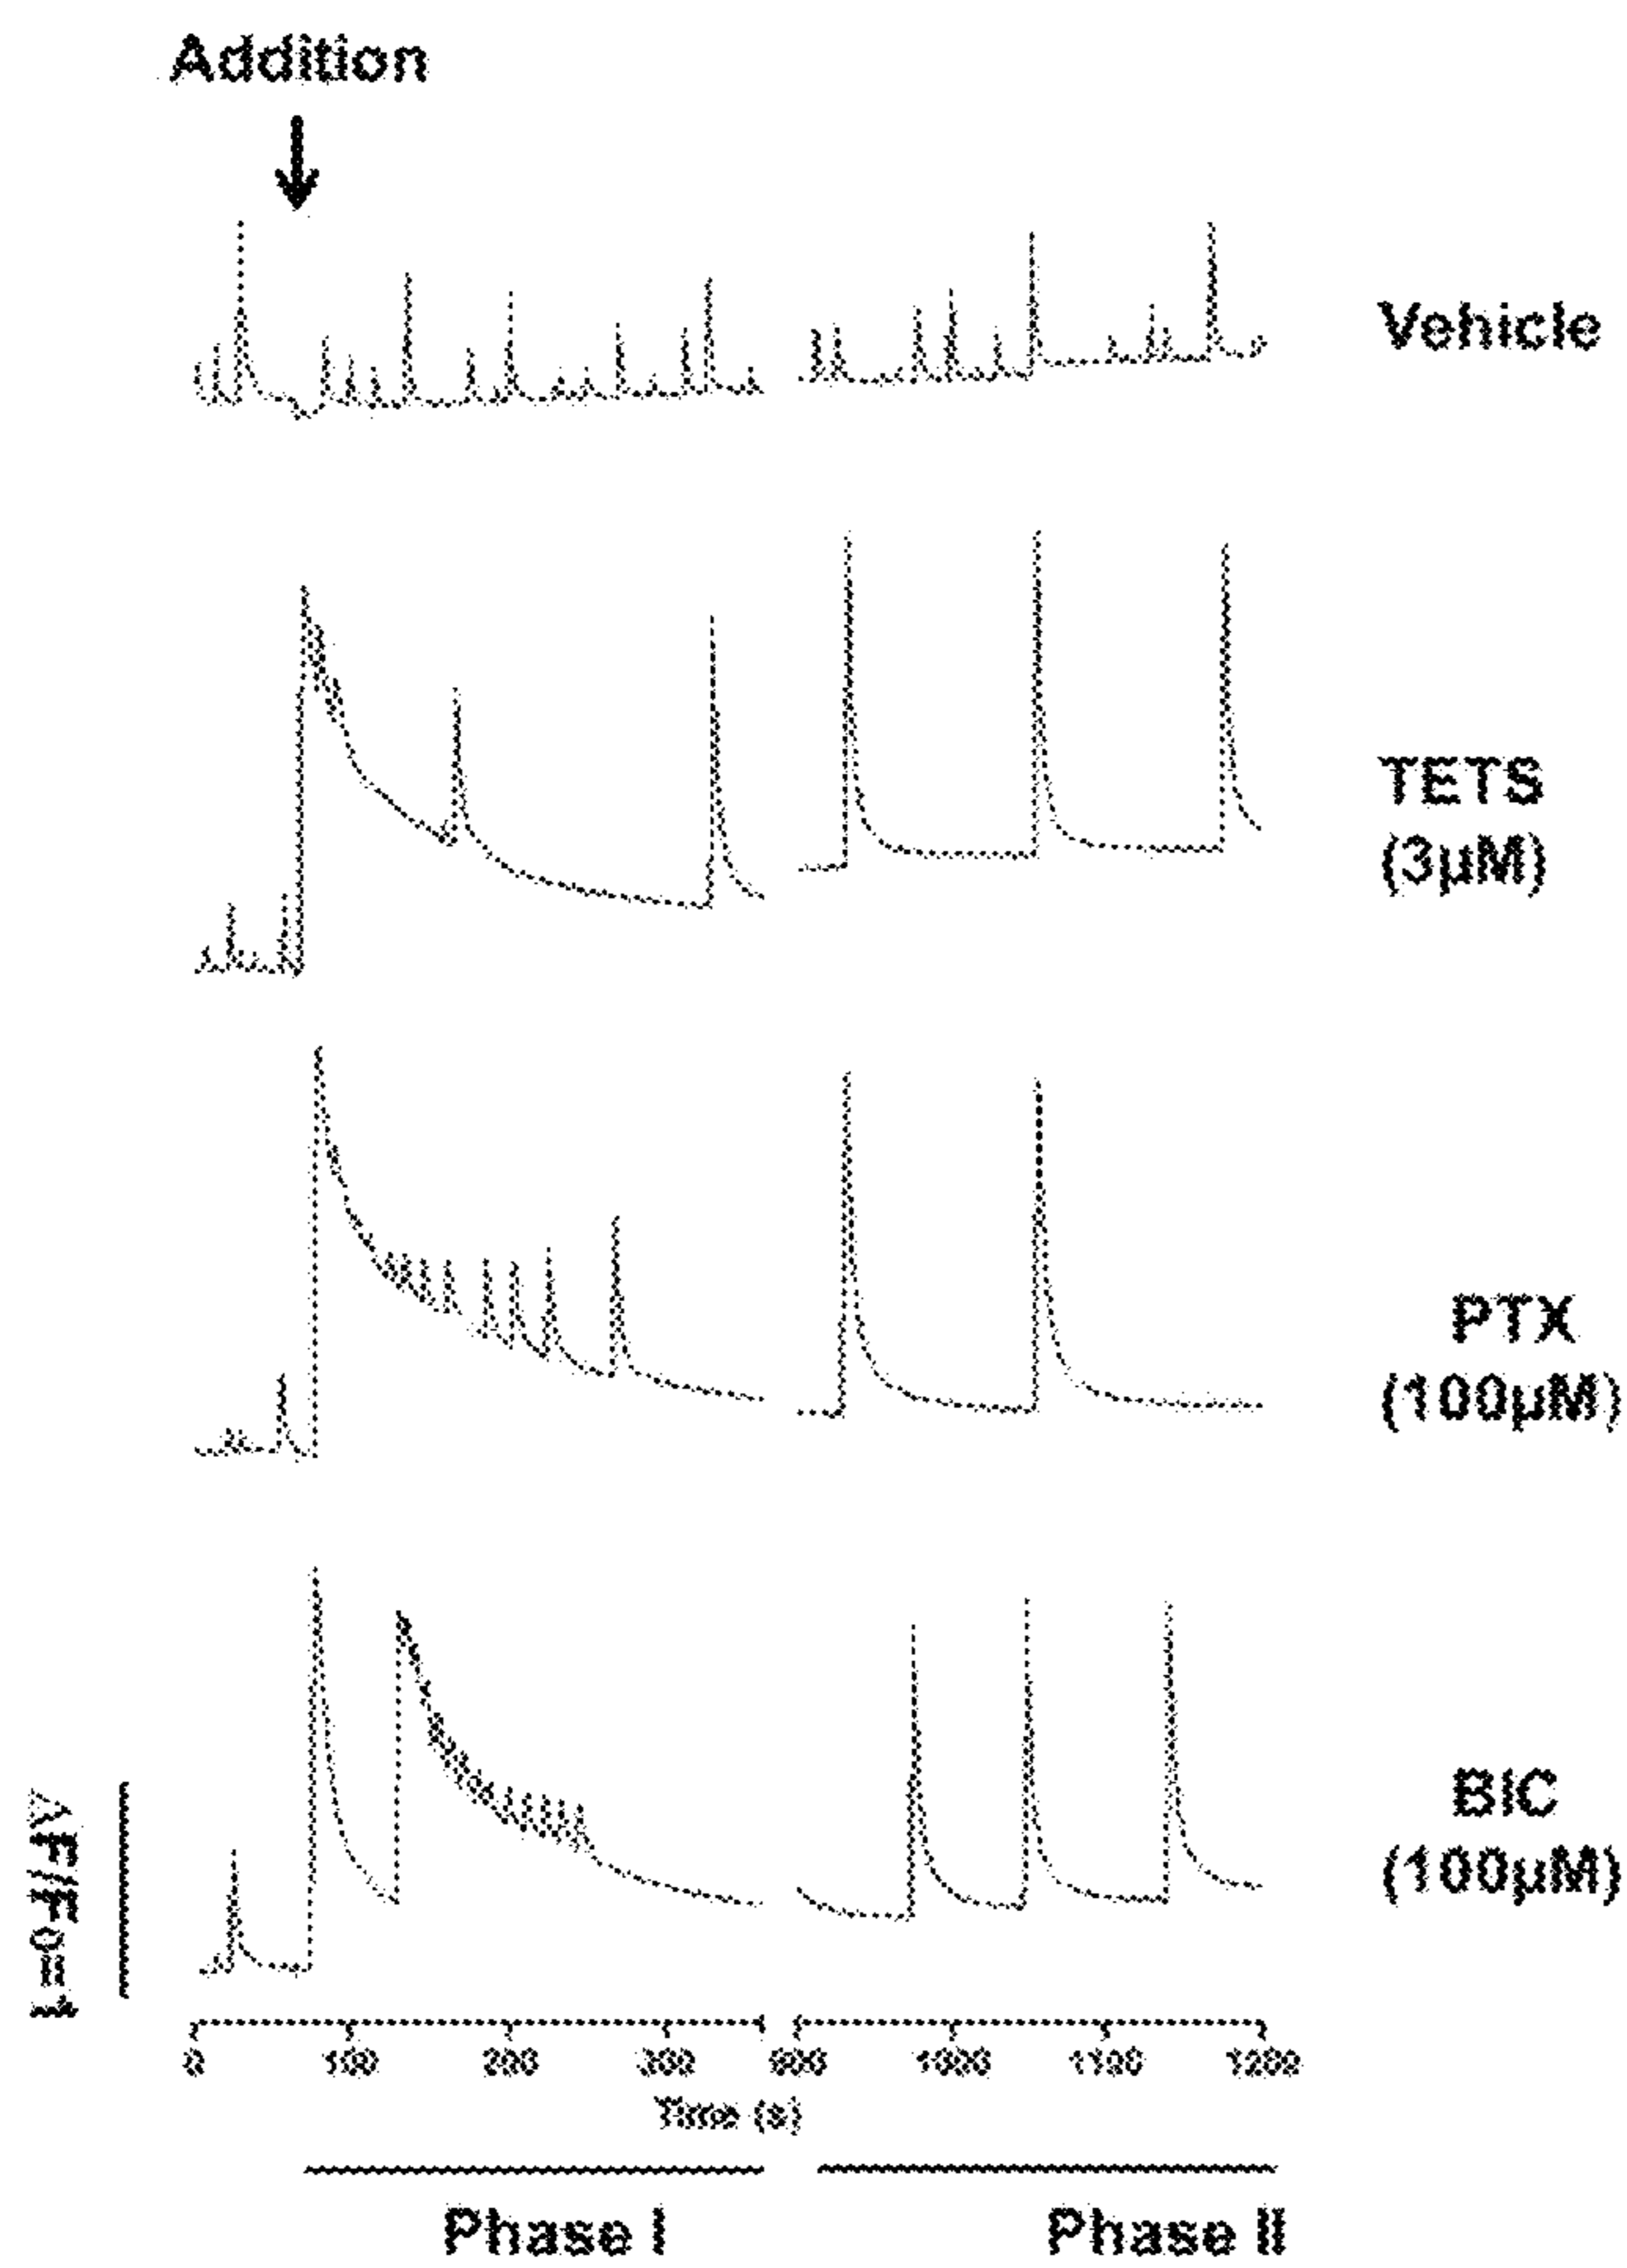 Addition
Vehicle
TETS
(3µM)
PTX
(100µM)
BIC
(100µM)
ΔF/F₀=1
0 100 200 300 1000 1100 1200
Time (s)
Phase I Phase II